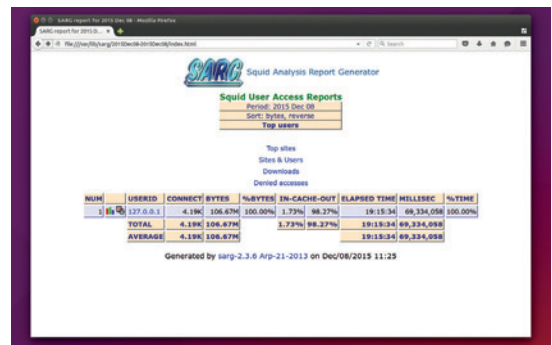 SARG report for 2015 Dec 08 - Mozilla Firefox
SARG report for 2015 D...
file:///var/lib/sarg/2015Dec08-2015Dec08/index.html
Search
SARG Squid Analysis Report Generator
Squid User Access Reports
Period: 2015 Dec 08
Sort: bytes, reverse
Top users
Top sites
Sites & Users
Downloads
Denied accesses
NUM USERID CONNECT BYTES %BYTES IN-CACHE-OUT ELAPSED TIME MILLISEC %TIME
1 127.0.0.1 4.19K 106.67M 100.00% 1.73% 98.27% 19:15:34 69,334,058 100.00%
TOTAL 4.19K 106.67M 1.73% 98.27% 19:15:34 69,334,058
AVERAGE 4.19K 106.67M 19:15:34 69,334,058
Generated by sarg-2.3.6 Arp-21-2013 on Dec/08/2015 11:25